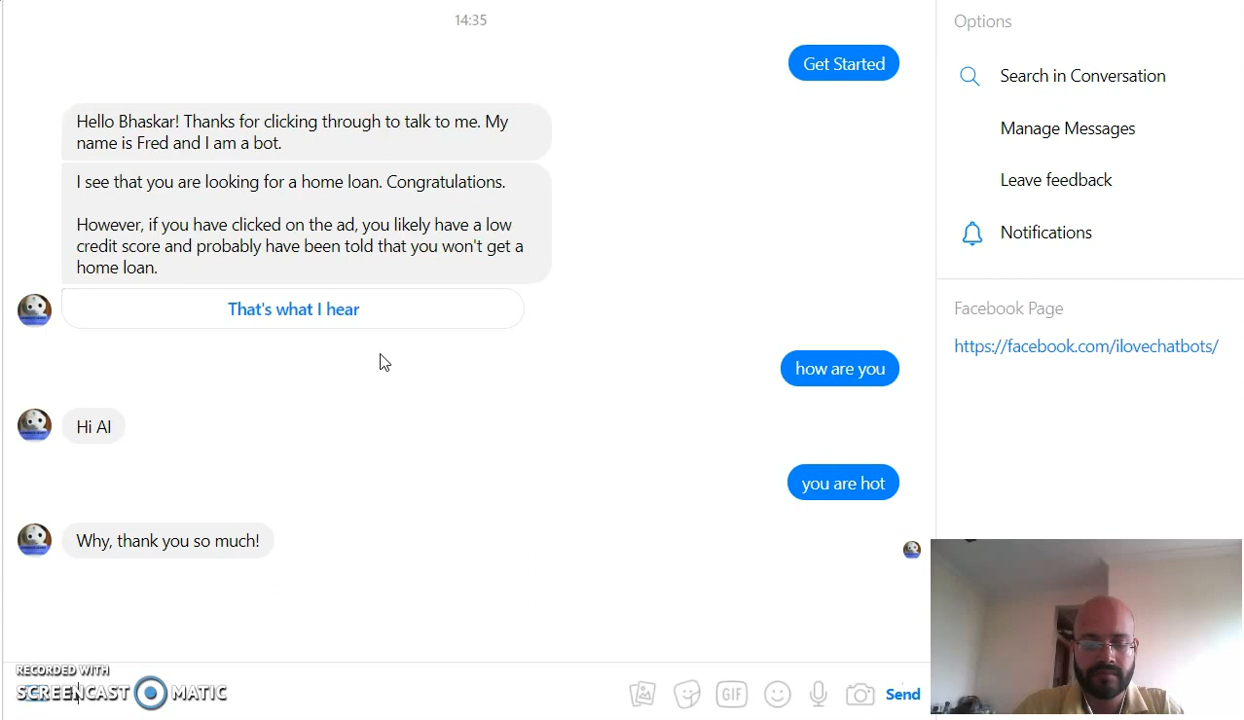 14:35
Get Started
Hello Bhaskar! Thanks for clicking through to talk to me. My
name is Fred and I am a bot.
I see that you are looking for a home loan. Congratulations.
However, if you have clicked on the ad, you likely have a low
credit score and probably have been told that you won't get a
home loan.
That's what I hear
how are you
Hi AI
you are hot
Why, thank you so much!
GIF
Send
RECORDED WITH
SCREENCAST MATIC
Options
Search in Conversation
Manage Messages
Leave feedback
Notifications
Facebook Page
https://facebook.com/ilovechatbots/